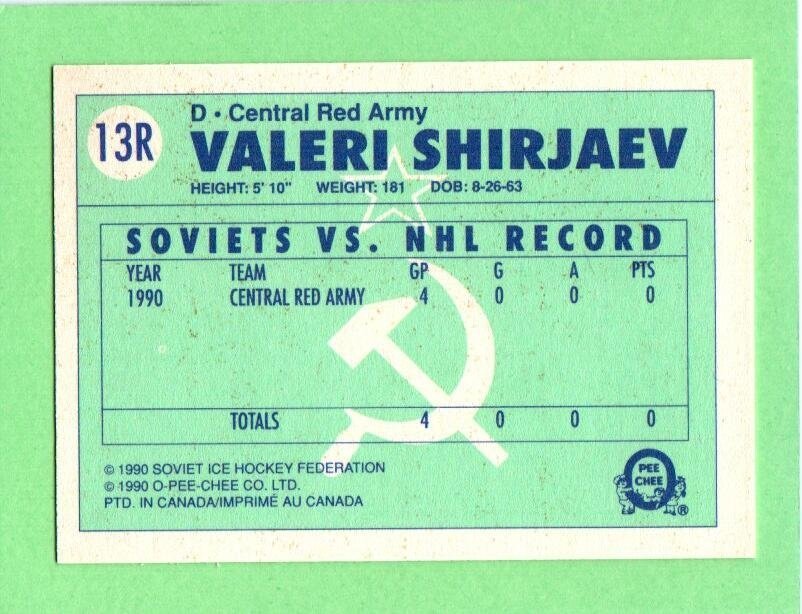 13R
D • Central Red Army
VALERI SHIRJAEV
HEIGHT: 5' 10" WEIGHT: 181 DOB: 8-26-63
SOVIETS VS. NHL RECORD
YEAR TEAM GP G A PTS
1990 CENTRAL RED ARMY 4 0 0 0
TOTALS 4 0 0 0
© 1990 SOVIET ICE HOCKEY FEDERATION
© 1990 O-PEE-CHEE CO. LTD.
PTD. IN CANADA/IMPRIMÉ AU CANADA
O
PEE
CHEE
®